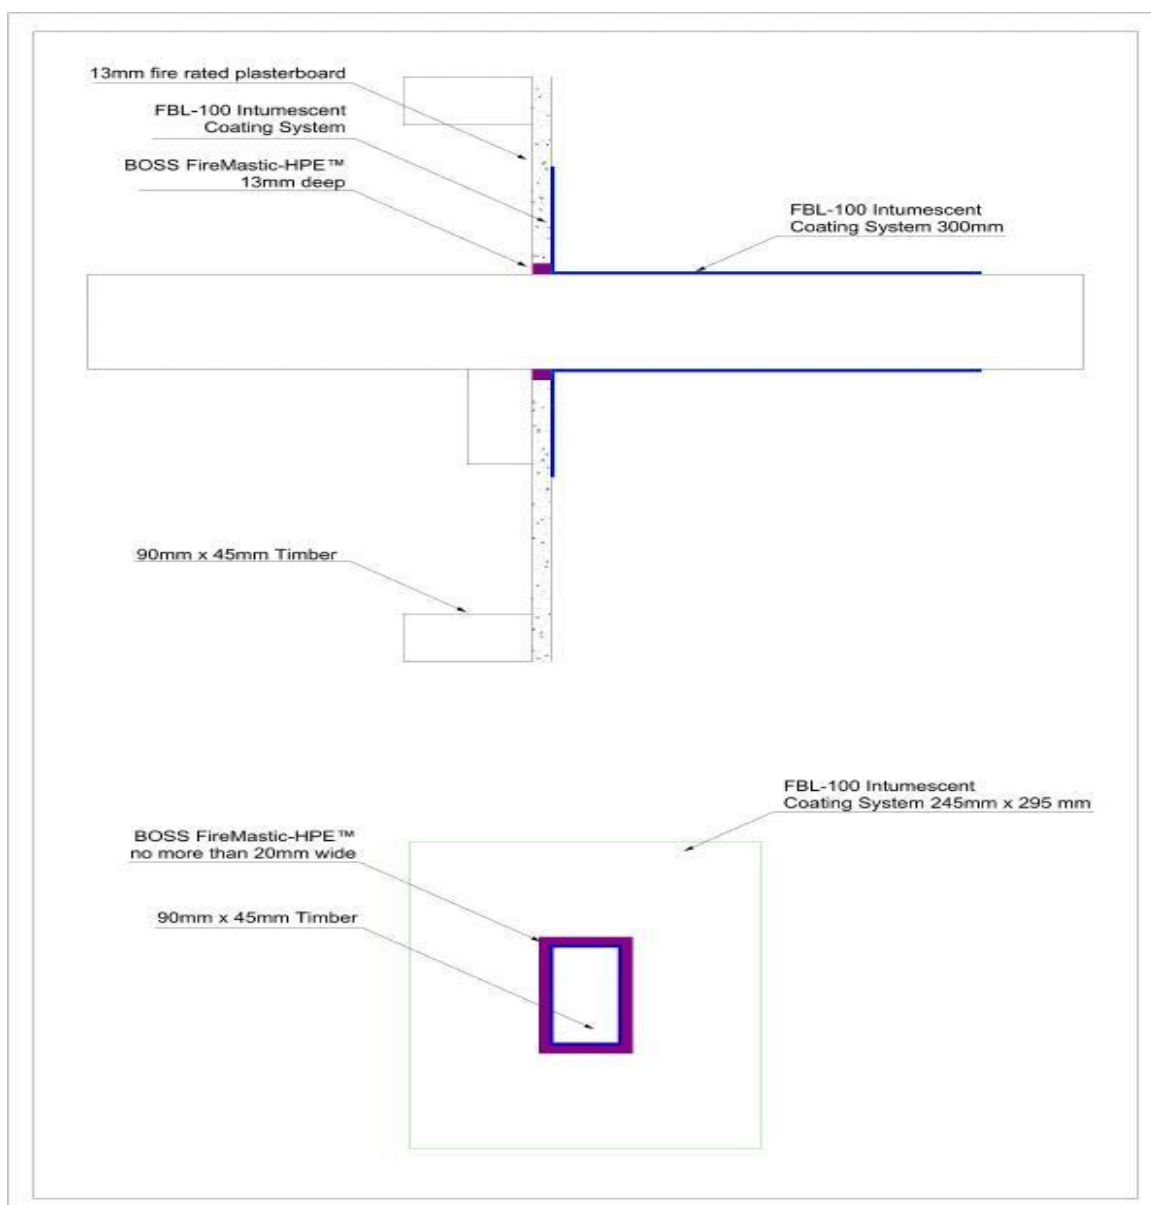 13mm fire rated plasterboard
FBL-100 Intumescent
Coating System
BOSS FireMastic-HPE™
13mm deep
FBL-100 Intumescent
Coating System 300mm
90mm x 45mm Timber
FBL-100 Intumescent
Coating System 245mm x 295 mm
BOSS FireMastic-HPE™
no more than 20mm wide
90mm x 45mm Timber